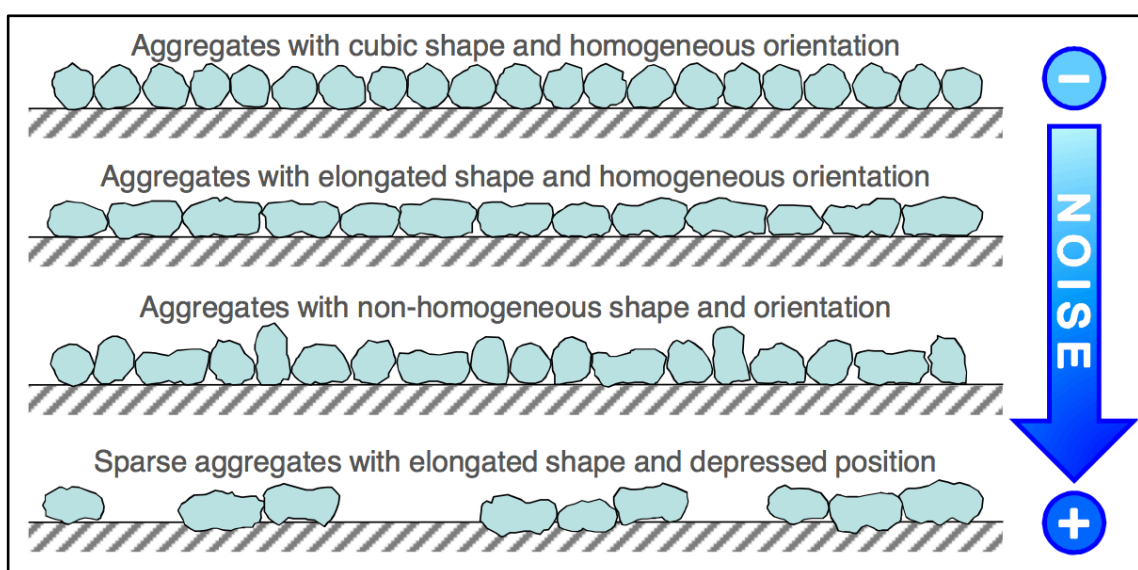 Aggregates with cubic shape and homogeneous orientation
Aggregates with elongated shape and homogeneous orientation
Aggregates with non-homogeneous shape and orientation
Sparse aggregates with elongated shape and depressed position
−
NOISE
+